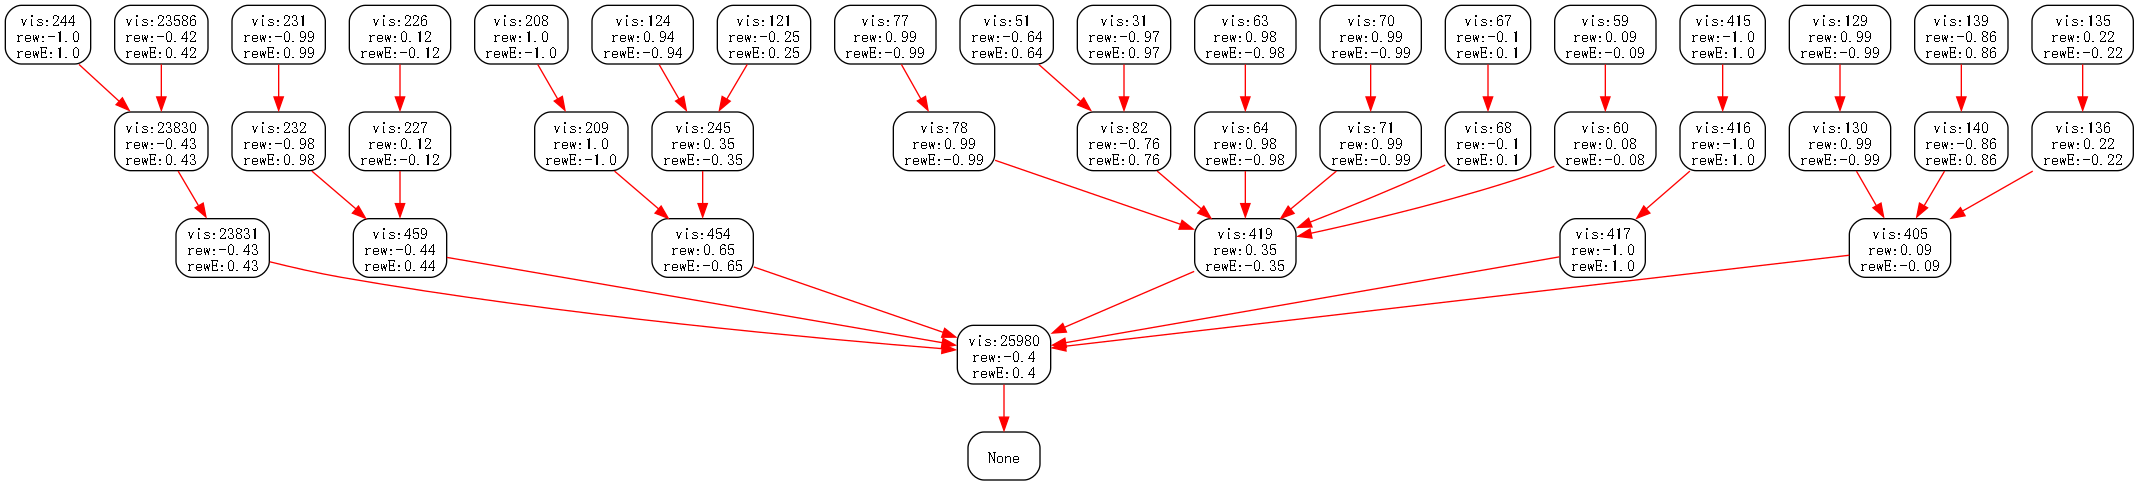 vis:244
rew:-1.0
rewE:1.0
vis:23586
rew:-0.42
rewE:0.42
vis:231
rew:-0.99
rewE:0.99
vis:226
rew:0.12
rewE:-0.12
vis:208
rew:1.0
rewE:-1.0
vis:124
rew:0.94
rewE:-0.94
vis:121
rew:-0.25
rewE:0.25
vis:77
rew:0.99
rewE:-0.99
vis:51
rew:-0.64
rewE:0.64
vis:31
rew:-0.97
rewE:0.97
vis:63
rew:0.98
rewE:-0.98
vis:70
rew:0.99
rewE:-0.99
vis:67
rew:-0.1
rewE:0.1
vis:59
rew:0.09
rewE:-0.09
vis:415
rew:-1.0
rewE:1.0
vis:129
rew:0.99
rewE:-0.99
vis:139
rew:-0.86
rewE:0.86
vis:135
rew:0.22
rewE:-0.22
vis:23830
rew:-0.43
rewE:0.43
vis:232
rew:-0.98
rewE:0.98
vis:227
rew:0.12
rewE:-0.12
vis:209
rew:1.0
rewE:-1.0
vis:245
rew:0.35
rewE:-0.35
vis:78
rew:0.99
rewE:-0.99
vis:82
rew:-0.76
rewE:0.76
vis:64
rew:0.98
rewE:-0.98
vis:71
rew:0.99
rewE:-0.99
vis:68
rew:-0.1
rewE:0.1
vis:60
rew:0.08
rewE:-0.08
vis:416
rew:-1.0
rewE:1.0
vis:130
rew:0.99
rewE:-0.99
vis:140
rew:-0.86
rewE:0.86
vis:136
rew:0.22
rewE:-0.22
vis:23831
rew:-0.43
rewE:0.43
vis:459
rew:-0.44
rewE:0.44
vis:454
rew:0.65
rewE:-0.65
vis:419
rew:0.35
rewE:-0.35
vis:417
rew:-1.0
rewE:1.0
vis:405
rew:0.09
rewE:-0.09
vis:25980
rew:-0.4
rewE:0.4
None